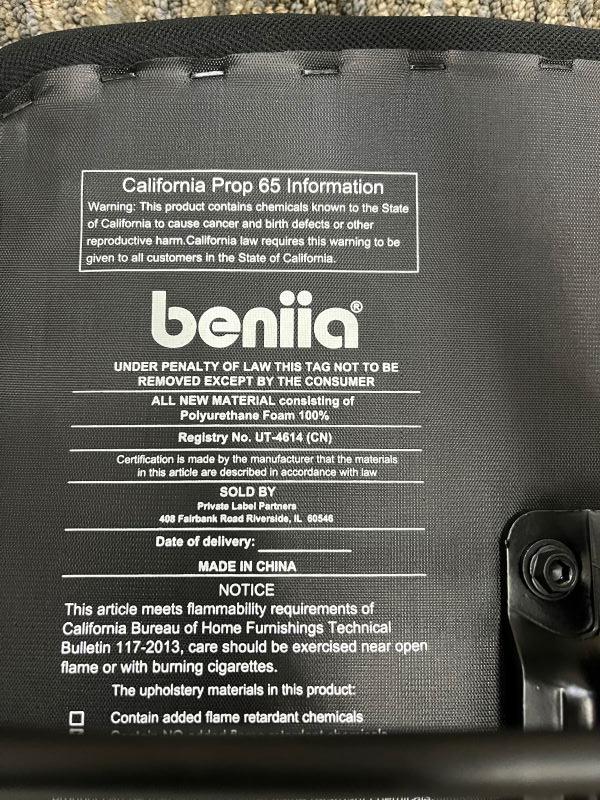 California Prop 65 Information
Warning: This product contains chemicals known to the State
of California to cause cancer and birth defects or other
reproductive harm.California law requires this warning to be
given to all customers in the State of California.
beniia®
UNDER PENALTY OF LAW THIS TAG NOT TO BE
REMOVED EXCEPT BY THE CONSUMER
ALL NEW MATERIAL consisting of
Polyurethane Foam 100%
Registry No. UT-4614 (CN)
Certification is made by the manufacturer that the materials
in this article are described in accordance with law
SOLD BY
Private Label Partners
408 Fairbank Road Riverside, IL 60546
Date of delivery:
MADE IN CHINA
NOTICE
This article meets flammability requirements of
California Bureau of Home Furnishings Technical
Bulletin 117-2013, care should be exercised near open
flame or with burning cigarettes.
The upholstery materials in this product:
Contain added flame retardant chemicals
Contain NO added flame retardant chemicals